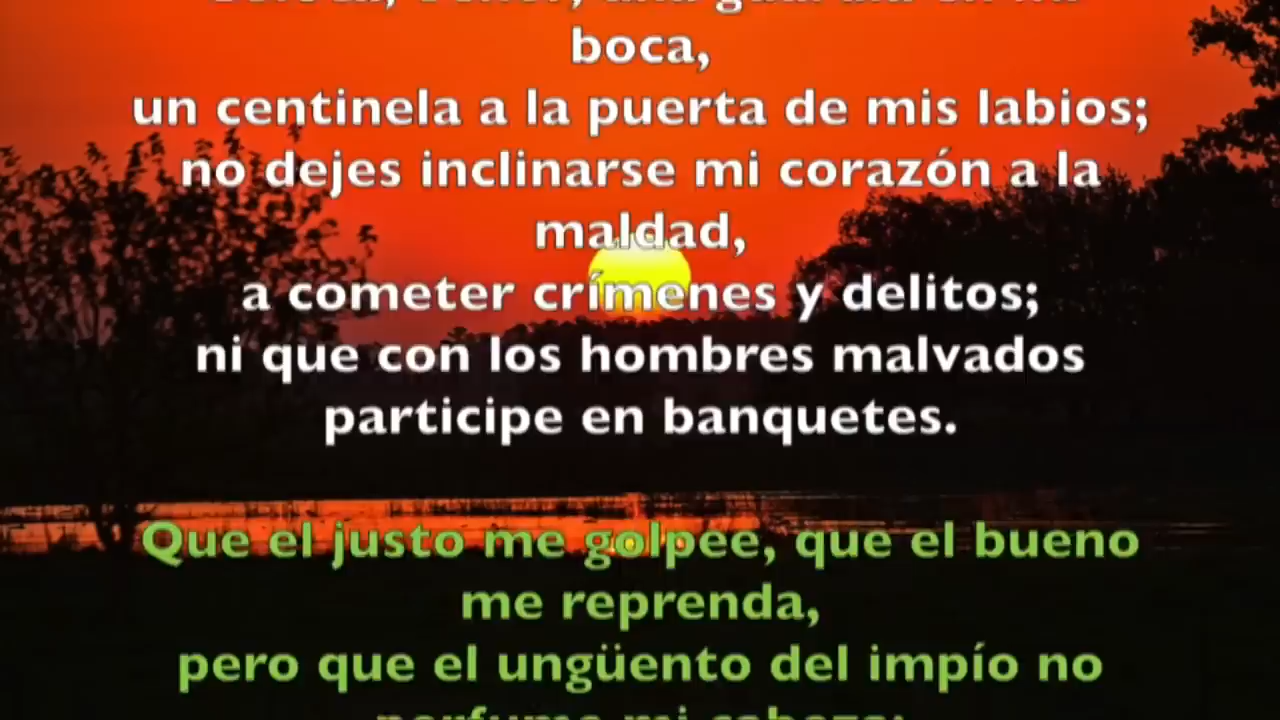 boca,
un centinela a la puerta de mis labios;
no dejes inclinarse mi corazón a la
maldad,
a cometer crímenes y delitos;
ni que con los hombres malvados
participe en banquetes.
Que el justo me golpee, que el bueno
me reprenda,
pero que el ungüento del impío no